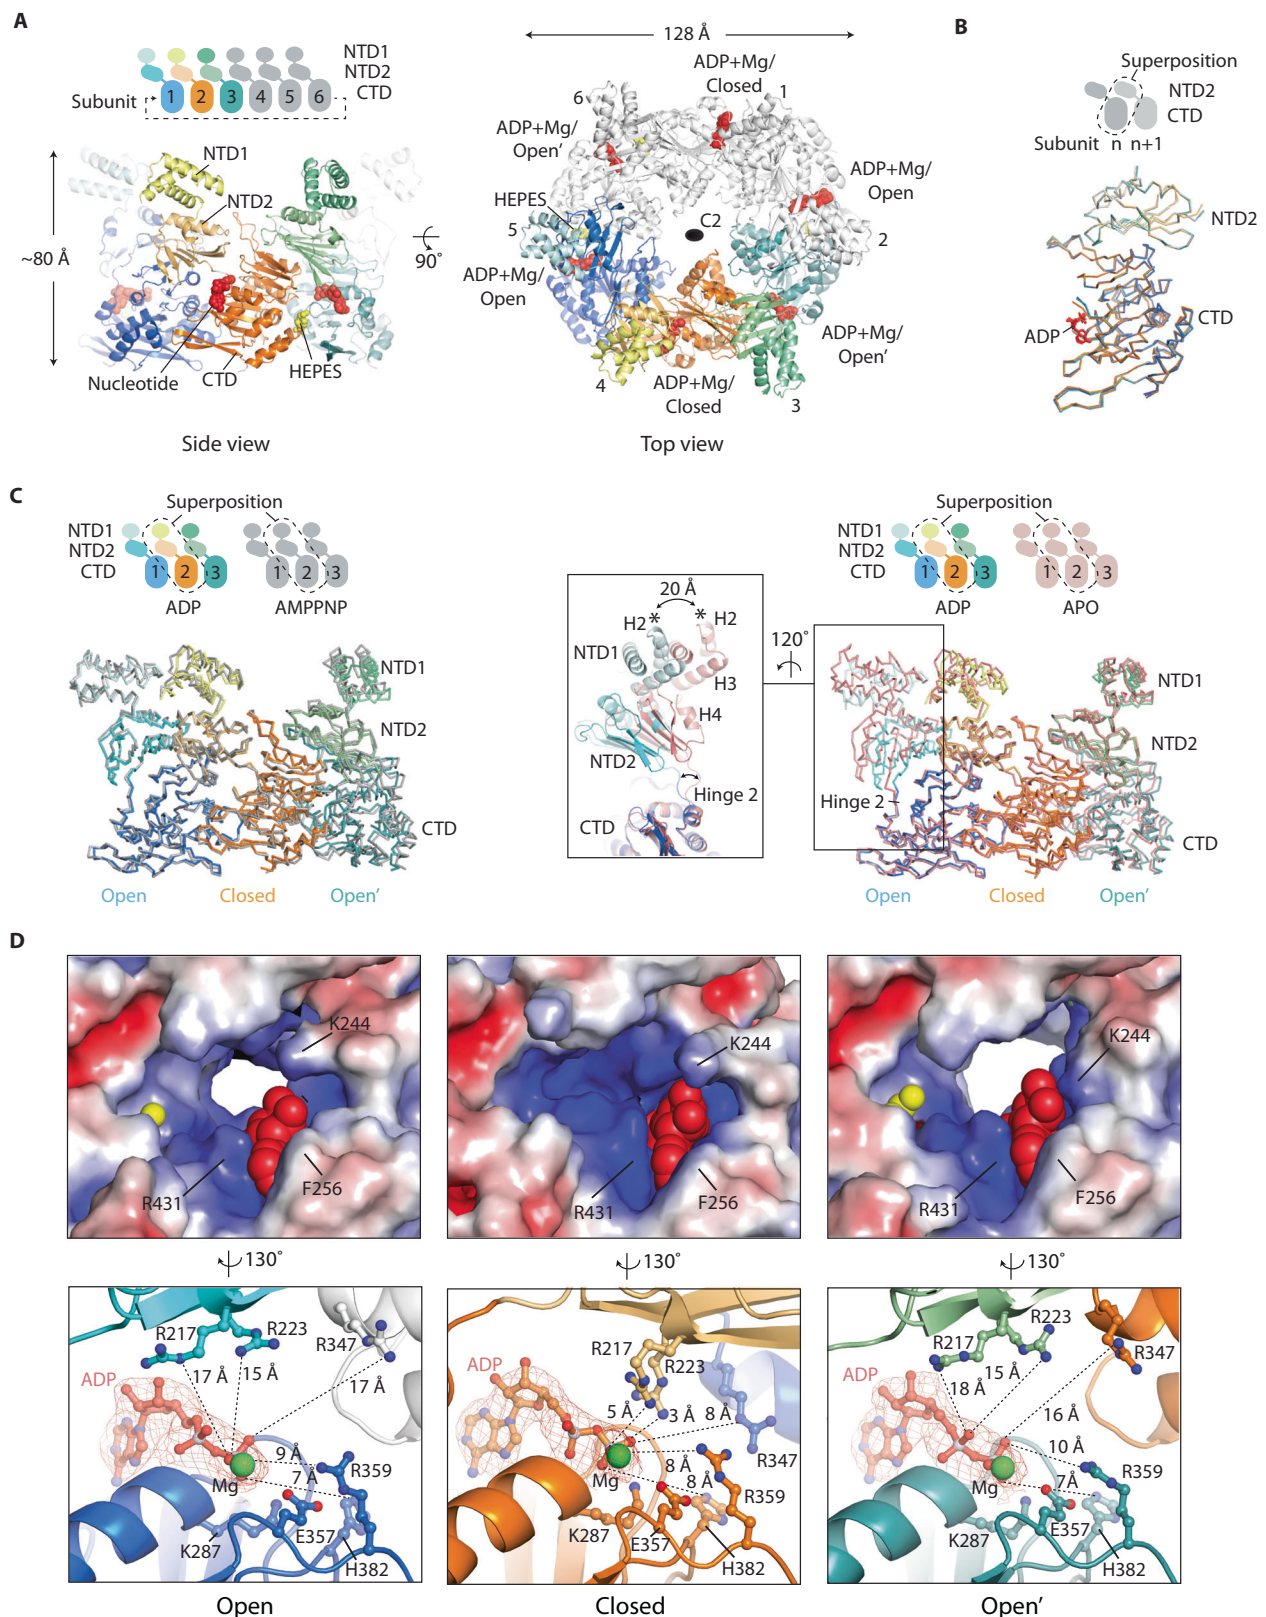 A
NTD1
NTD2
CTD
Subunit
1 2 3 4 5 6
NTD1
NTD2
~80 Å
90°
Nucleotide
CTD
HEPES
Side view
128 Å
ADP+Mg/
Closed
6
1
ADP+Mg/
Open′
ADP+Mg/
Open
HEPES
C2
5
2
ADP+Mg/
Open
ADP+Mg/
Open′
4
ADP+Mg/
Closed
3
Top view
B
Superposition
NTD2
CTD
Subunit n n+1
NTD2
CTD
ADP
C
Superposition
NTD1
NTD2
CTD
1 2 3
1 2 3
ADP
AMPPNP
NTD1
NTD2
CTD
Open
Closed
Open′
20 Å
H2
*
*
H2
NTD1
H3
H4
NTD2
Hinge 2
CTD
120°
Superposition
NTD1
NTD2
CTD
1 2 3
1 2 3
ADP
APO
NTD1
NTD2
Hinge 2
CTD
Open
Closed
Open′
D
K244
R431
F256
K244
R431
F256
K244
R431
F256
130°
130°
130°
R217
R223
R347
ADP
17 Å
15 Å
17 Å
9 Å
7 Å
Mg
R359
K287
E357
H382
Open
R217
R223
5 Å
3 Å
8 Å
R347
8 Å
Mg
8 Å
R359
K287
E357
H382
Closed
R217
R223
R347
ADP
18 Å
15 Å
16 Å
10 Å
R359
7Å
Mg
K287
E357
H382
Open′